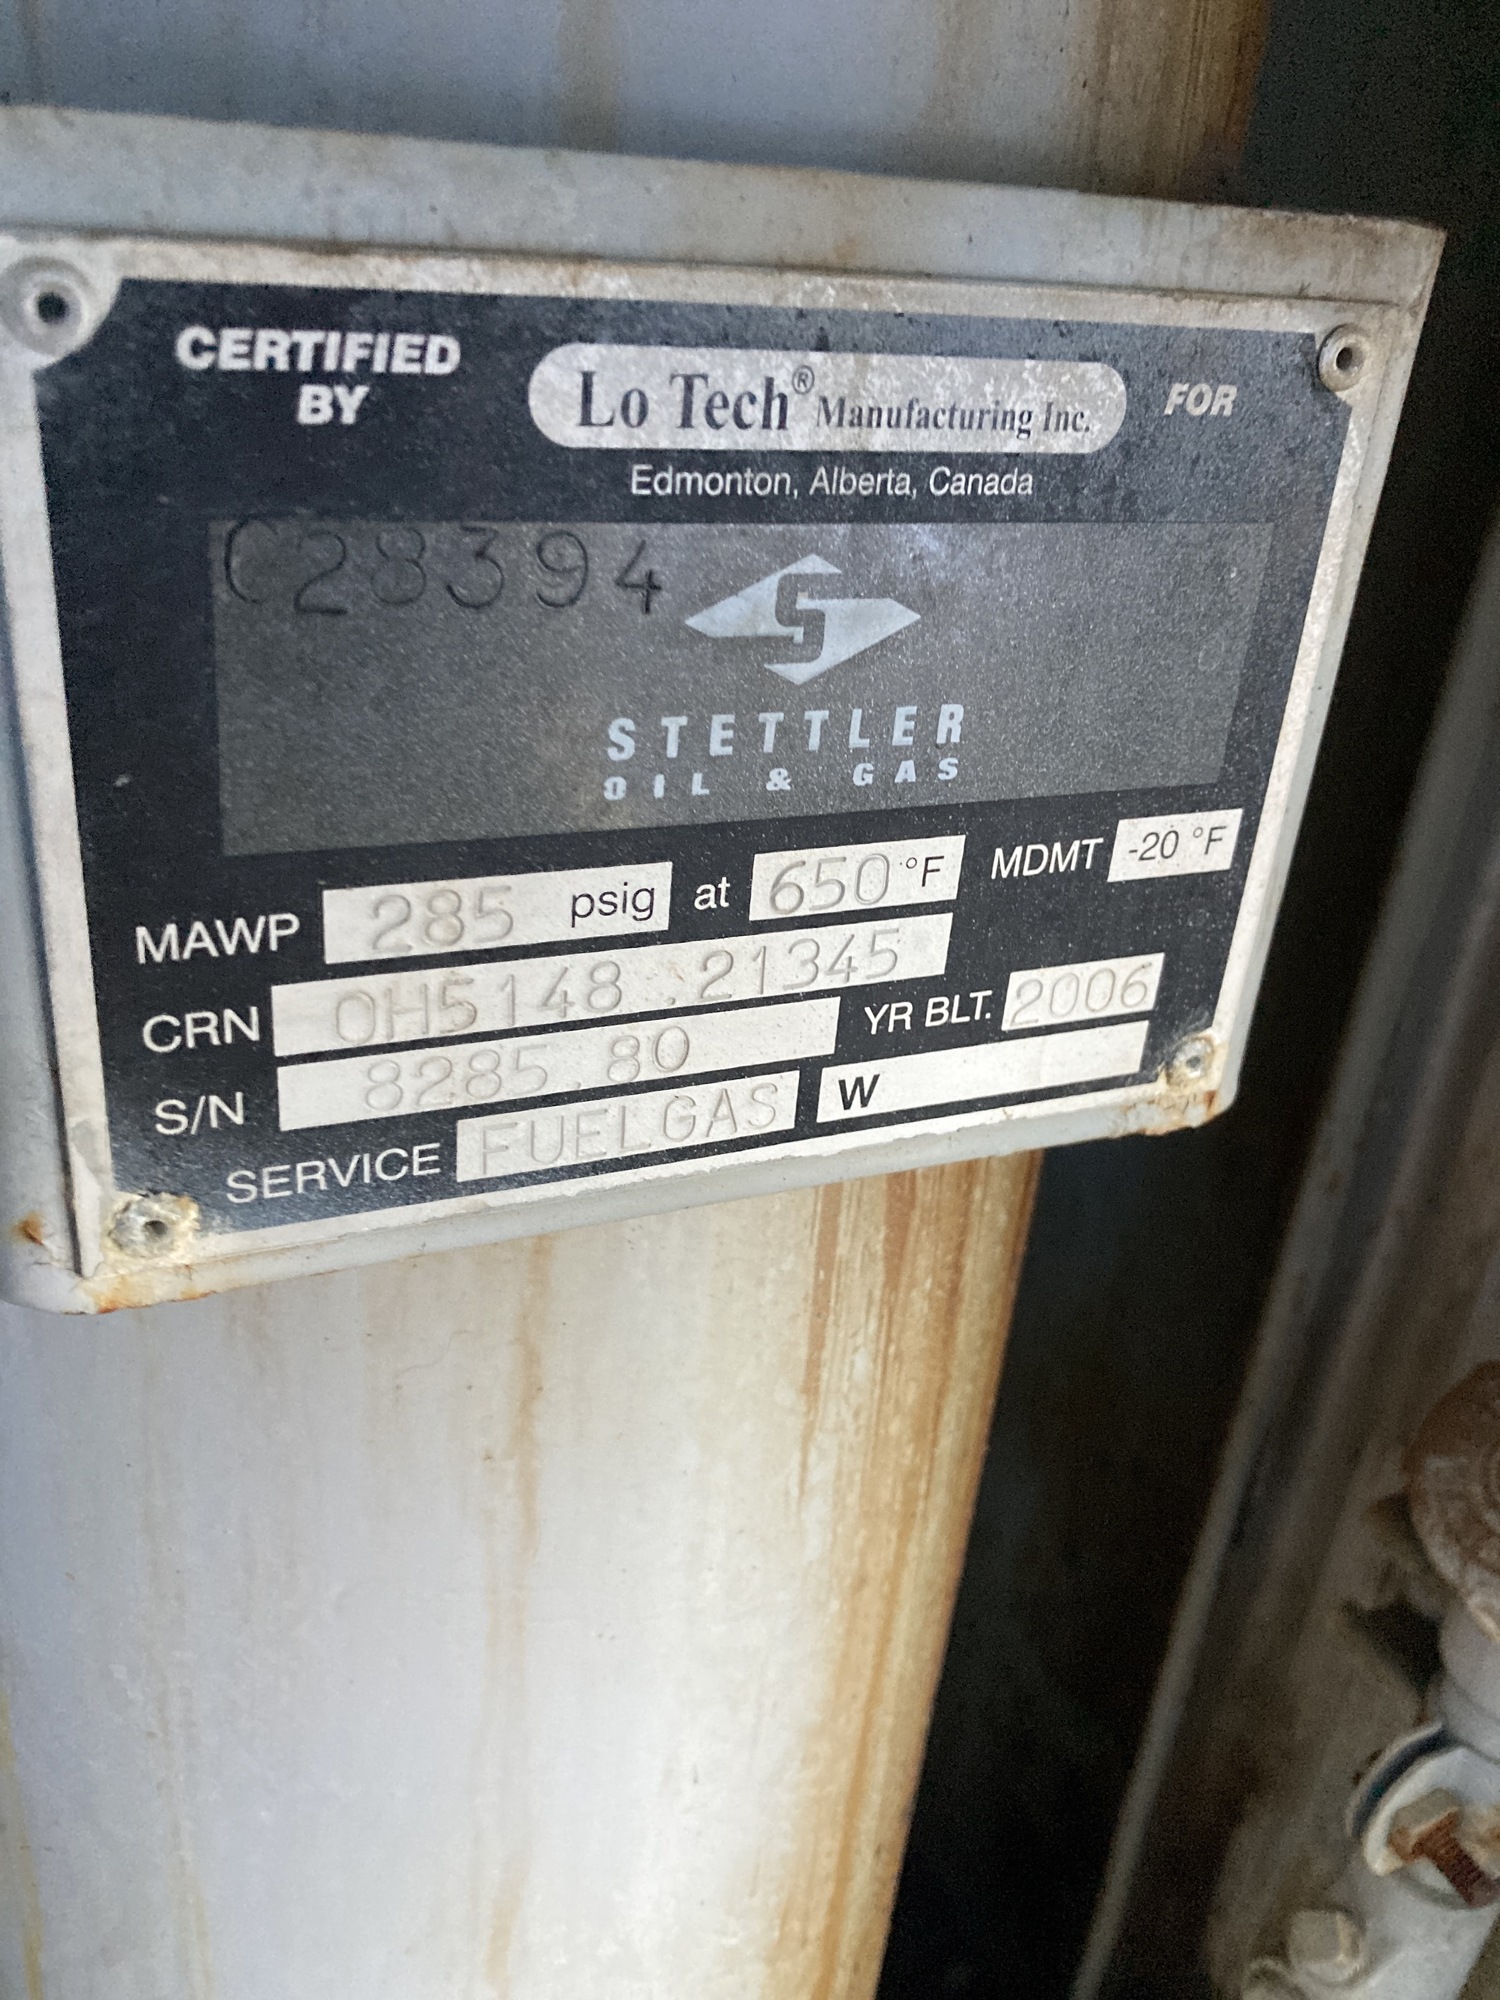 CERTIFIED BY
Lo Tech® Manufacturing Inc.
FOR
Edmonton, Alberta, Canada
C28394
STETTLER
OIL & GAS
MAWP 285 psig at 650 °F MDMT -20 °F
CRN 0H5148.21345
S/N 8285.80 YR BLT. 2006
SERVICE FUELGAS W